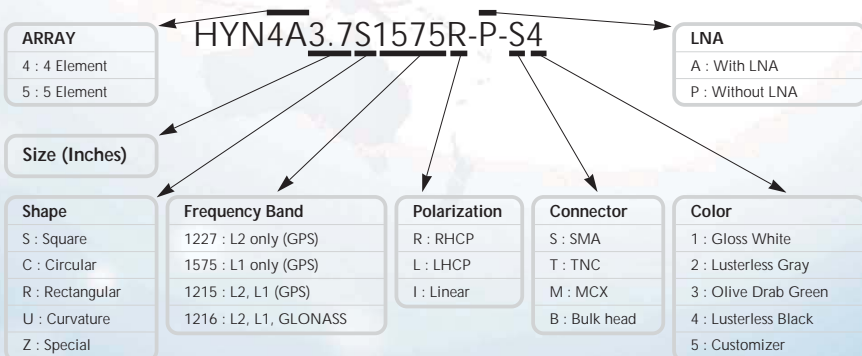 HYN4A3.7S1575R-P-S4
ARRAY
4 : 4 Element
5 : 5 Element
LNA
A : With LNA
P : Without LNA
Size (Inches)
Shape
S : Square
C : Circular
R : Rectangular
U : Curvature
Z : Special
Frequency Band
1227 : L2 only (GPS)
1575 : L1 only (GPS)
1215 : L2, L1 (GPS)
1216 : L2, L1, GLONASS
Polarization
R : RHCP
L : LHCP
I : Linear
Connector
S : SMA
T : TNC
M : MCX
B : Bulk head
Color
1 : Gloss White
2 : Lusterless Gray
3 : Olive Drab Green
4 : Lusterless Black
5 : Customizer